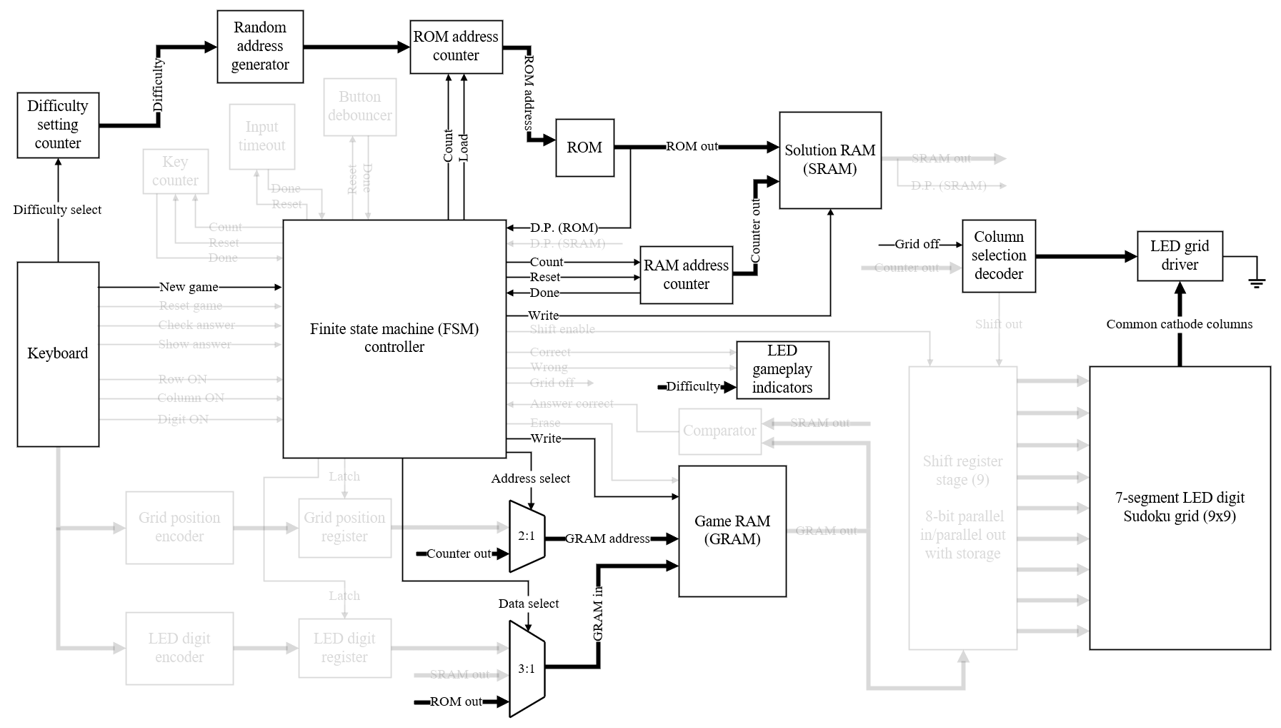 Random
address
generator
ROM address
counter
Difficulty
ROM address
Difficulty
setting
counter
Button
debouncer
Input
timeout
Key
counter
Count
Load
ROM
ROM out
Solution RAM
(SRAM)
SRAM out
D.P. (SRAM)
Reset
Done
Done
Reset
Count
Reset
Done
Difficulty select
D.P. (ROM)
D.P. (SRAM)
Counter out
Count
Reset
Done
RAM address
counter
Write
Grid off
Counter out
Column
selection
decoder
LED grid
driver
Shift out
Common cathode columns
Keyboard
New game
Reset game
Check answer
Show answer
Row ON
Column ON
Digit ON
Finite state machine (FSM)
controller
Shift enable
Correct
Wrong
Grid off
Difficulty
LED
gameplay
indicators
Answer correct
Erase
Write
Comparator
SRAM out
Address select
Latch
Grid position
encoder
Grid position
register
2:1
Counter out
GRAM address
Game RAM
(GRAM)
GRAM out
Shift register
stage (9)
8-bit parallel
in/parallel out
with storage
7-segment LED digit
Sudoku grid (9x9)
Latch
Data select
GRAM in
LED digit
encoder
LED digit
register
3:1
SRAM out
ROM out